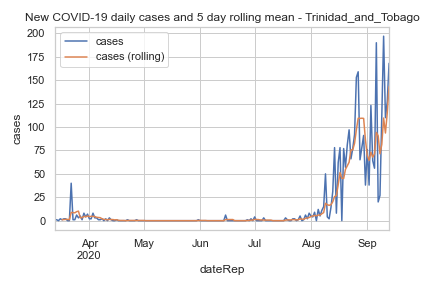 New COVID-19 daily cases and 5 day rolling mean - Trinidad_and_Tobago
200
175
150
125
100
75
50
25
0
cases
cases
cases (rolling)
Apr
2020
May
Jun
Jul
Aug
Sep
dateRep